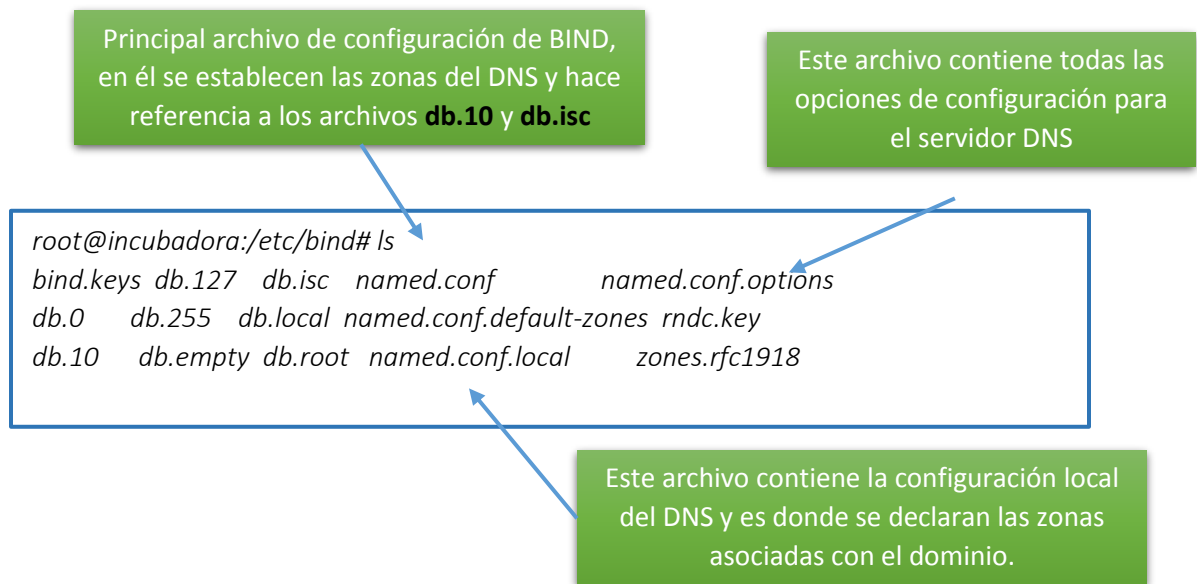 Principal archivo de configuración de BIND,
en él se establecen las zonas del DNS y hace
referencia a los archivos db.10 y db.isc
Este archivo contiene todas las
opciones de configuración para
el servidor DNS
root@incubadora:/etc/bind# ls
bind.keys db.127 db.isc named.conf named.conf.options
db.0 db.255 db.local named.conf.default-zones rndc.key
db.10 db.empty db.root named.conf.local zones.rfc1918
Este archivo contiene la configuración local
del DNS y es donde se declaran las zonas
asociadas con el dominio.